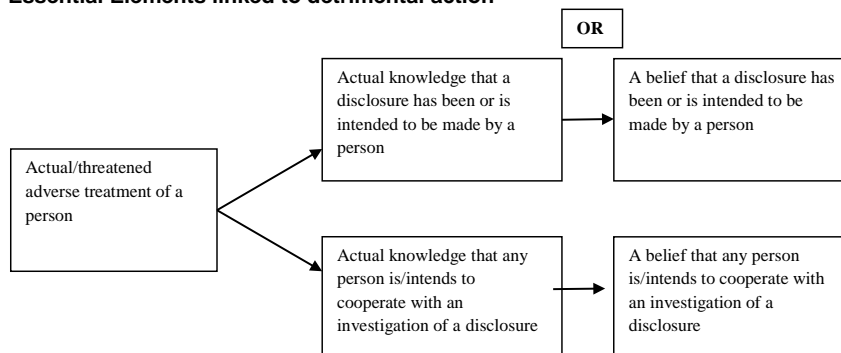 Essential Elements linked to detrimental action
OR
Actual knowledge that a
disclosure has been or is
intended to be made by a
person
A belief that a disclosure has
been or is intended to be
made by a person
Actual/threatened
adverse treatment of a
person
Actual knowledge that any
person is/intends to
cooperate with an
investigation of a disclosure
A belief that any person
is/intends to cooperate with
an investigation of a
disclosure